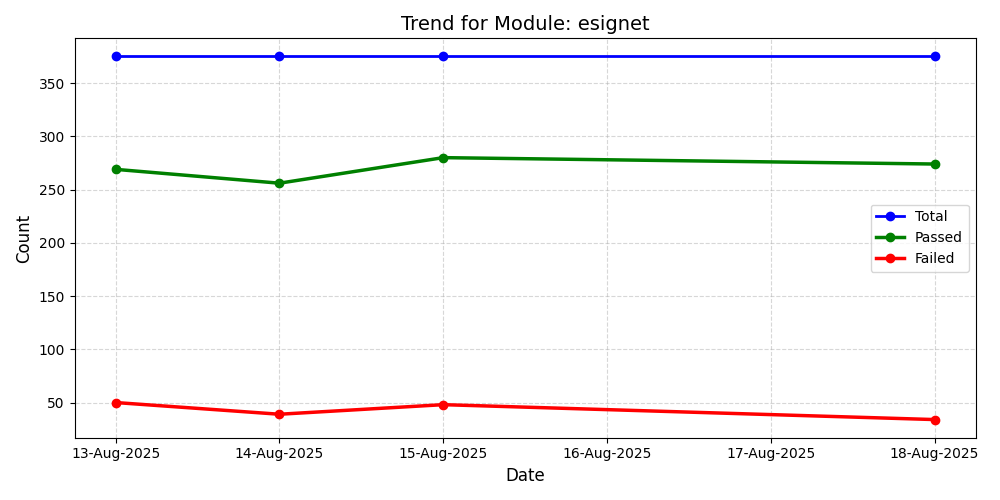 Trend for Module: esignet
Count
350
300
250
200
150
100
50
Total
Passed
Failed
13-Aug-2025 14-Aug-2025 15-Aug-2025 16-Aug-2025 17-Aug-2025 18-Aug-2025
Date